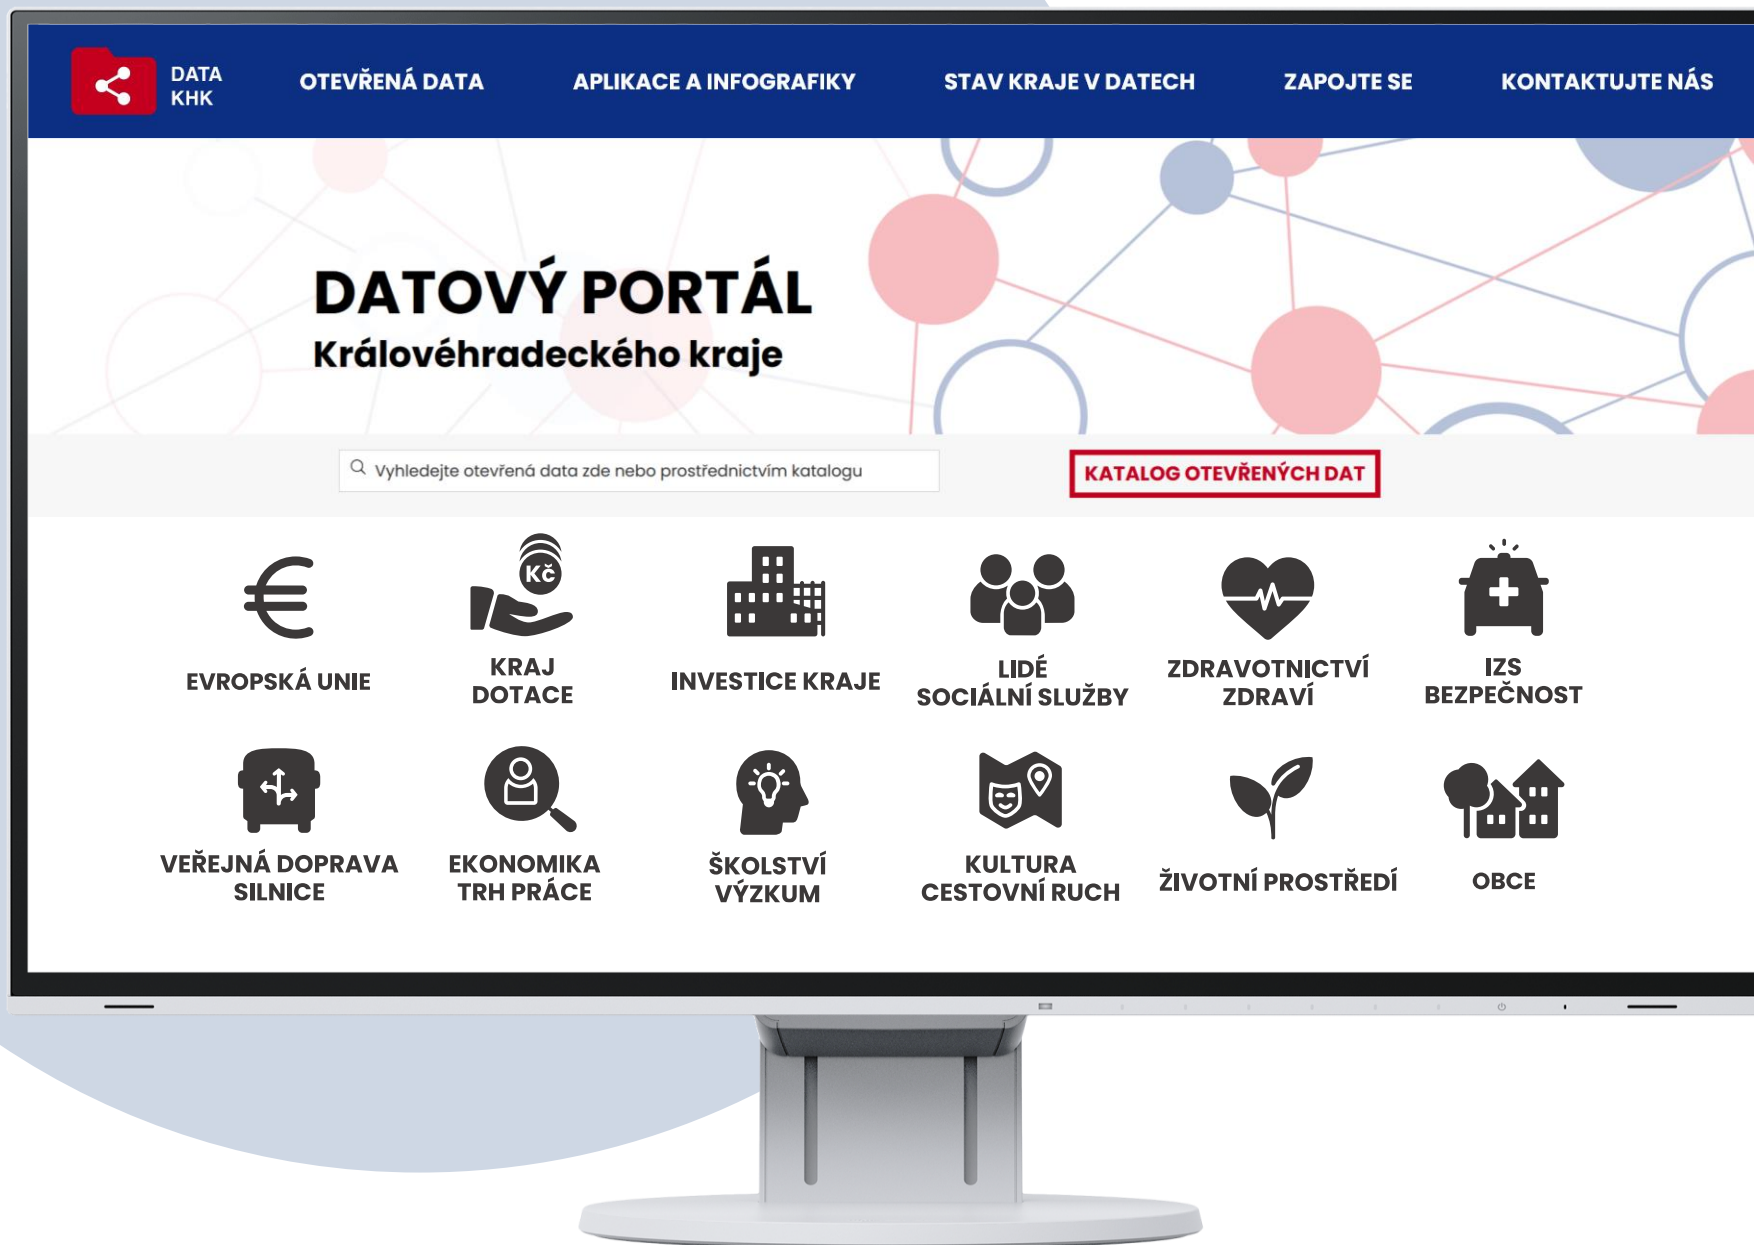 DATA
KHK
OTEVŘENÁ DATA
APLIKACE A INFOGRAFIKY
STAV KRAJE V DATECH
ZAPOJTE SE
KONTAKTUJTE NÁS
DATOVÝ PORTÁL
Královéhradeckého kraje
Vyhledejte otevřená data zde nebo prostřednictvím katalogu
KATALOG OTEVŘENÝCH DAT
Kč
EVROPSKÁ UNIE
KRAJ
DOTACE
INVESTICE KRAJE
LIDÉ
SOCIÁLNÍ SLUŽBY
ZDRAVOTNICTVÍ
ZDRAVÍ
IZS
BEZPEČNOST
VEŘEJNÁ DOPRAVA
SILNICE
EKONOMIKA
TRH PRÁCE
ŠKOLSTVÍ
VÝZKUM
KULTURA
CESTOVNÍ RUCH
ŽIVOTNÍ PROSTŘEDÍ
OBCE